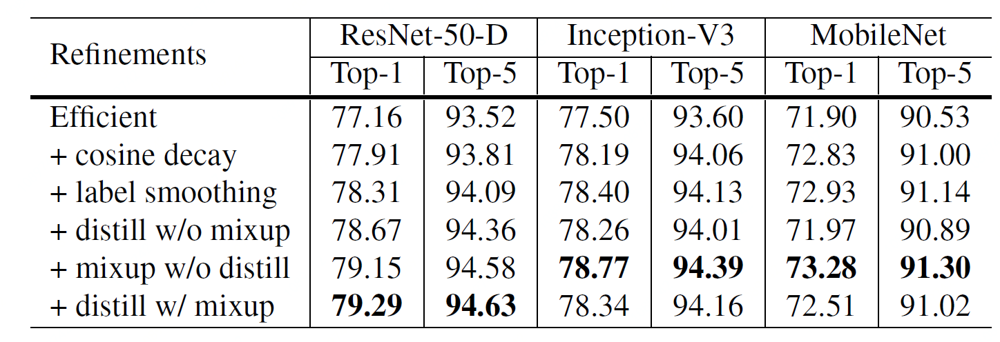 Refinements ResNet-50-D Inception-V3 MobileNet
Top-1 Top-5 Top-1 Top-5 Top-1 Top-5
Efficient 77.16 93.52 77.50 93.60 71.90 90.53
+ cosine decay 77.91 93.81 78.19 94.06 72.83 91.00
+ label smoothing 78.31 94.09 78.40 94.13 72.93 91.14
+ distill w/o mixup 78.67 94.36 78.26 94.01 71.97 90.89
+ mixup w/o distill 79.15 94.58 78.77 94.39 73.28 91.30
+ distill w/ mixup 79.29 94.63 78.34 94.16 72.51 91.02